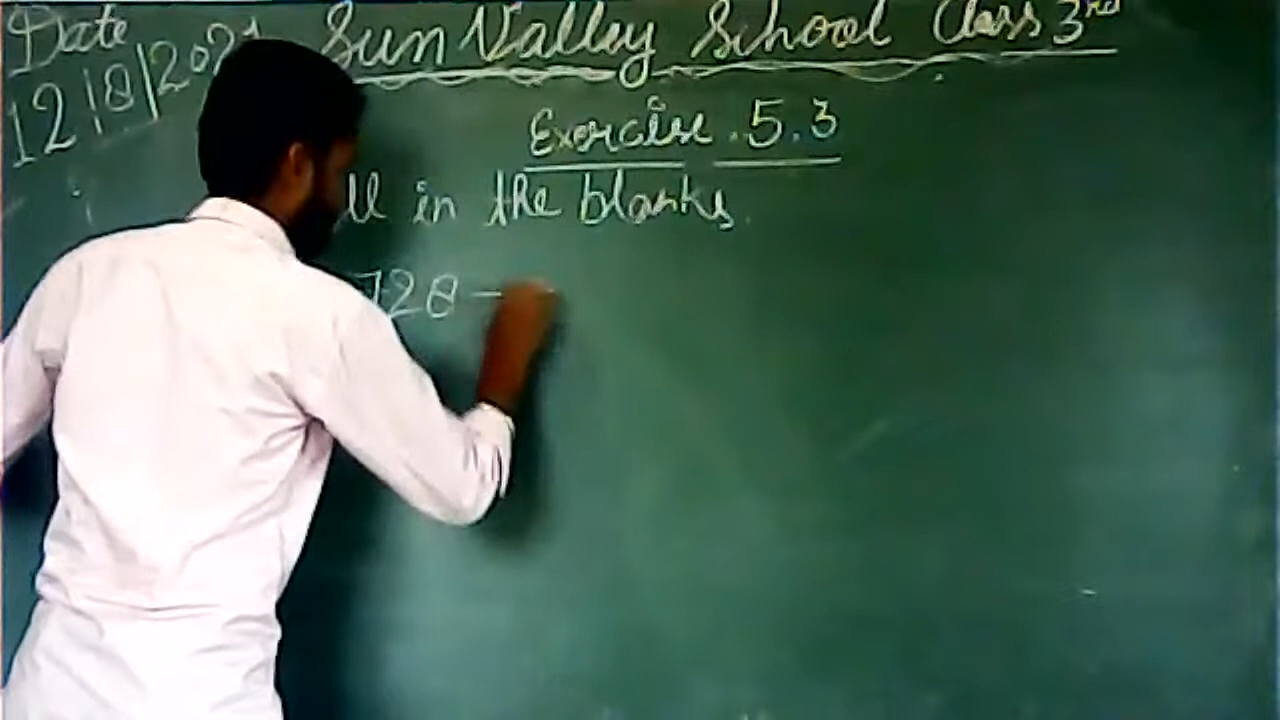 Date
12/8/2021
Sun Valley School Class 3rd
Exercise . 5.3
ll in the blanks.
728 -